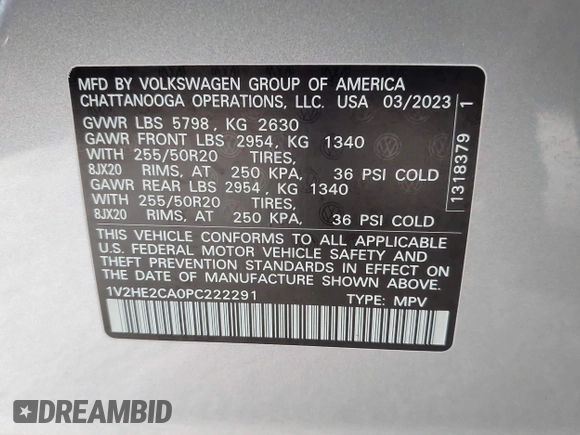 MFD BY VOLKSWAGEN GROUP OF AMERICA
CHATTANOOGA OPERATIONS, LLC. USA 03/2023
GVWR LBS 5798, KG 2630
GAWR FRONT LBS 2954, KG 1340
WITH 255/50R20 TIRES,
8JX20 RIMS, AT 250 KPA, 36 PSI COLD
GAWR REAR LBS 2954, KG 1340
WITH 255/50R20 TIRES,
8JX20 RIMS, AT 250 KPA, 36 PSI COLD
THIS VEHICLE CONFORMS TO ALL APPLICABLE
U.S. FEDERAL MOTOR VEHICLE SAFETY AND
THEFT PREVENTION STANDARDS IN EFFECT ON
THE DATE OF MANUFACTURE SHOWN ABOVE.
1V2HE2CA0PC222291 TYPE: MPV
1318379 1
DREAMBID